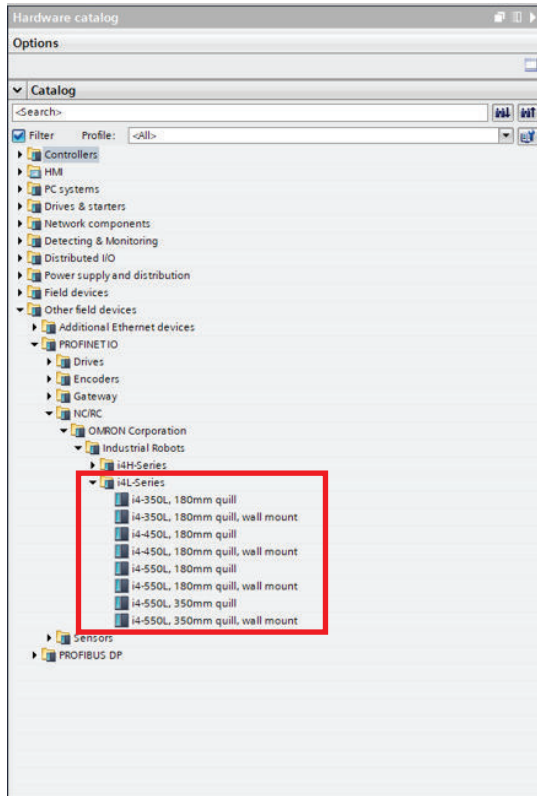 Hardware catalog
Options
Catalog
<Search>
Filter Profile: <All>
Controllers
HMI
PC systems
Drives & starters
Network components
Detecting & Monitoring
Distributed I/O
Power supply and distribution
Field devices
Other field devices
Additional Ethernet devices
PROFINET IO
Drives
Encoders
Gateway
NC/RC
OMRON Corporation
Industrial Robots
i4H-Series
i4L-Series
i4-350L, 180mm quill
i4-350L, 180mm quill, wall mount
i4-450L, 180mm quill
i4-450L, 180mm quill, wall mount
i4-550L, 180mm quill
i4-550L, 180mm quill, wall mount
i4-550L, 350mm quill
i4-550L, 350mm quill, wall mount
Sensors
PROFIBUS DP